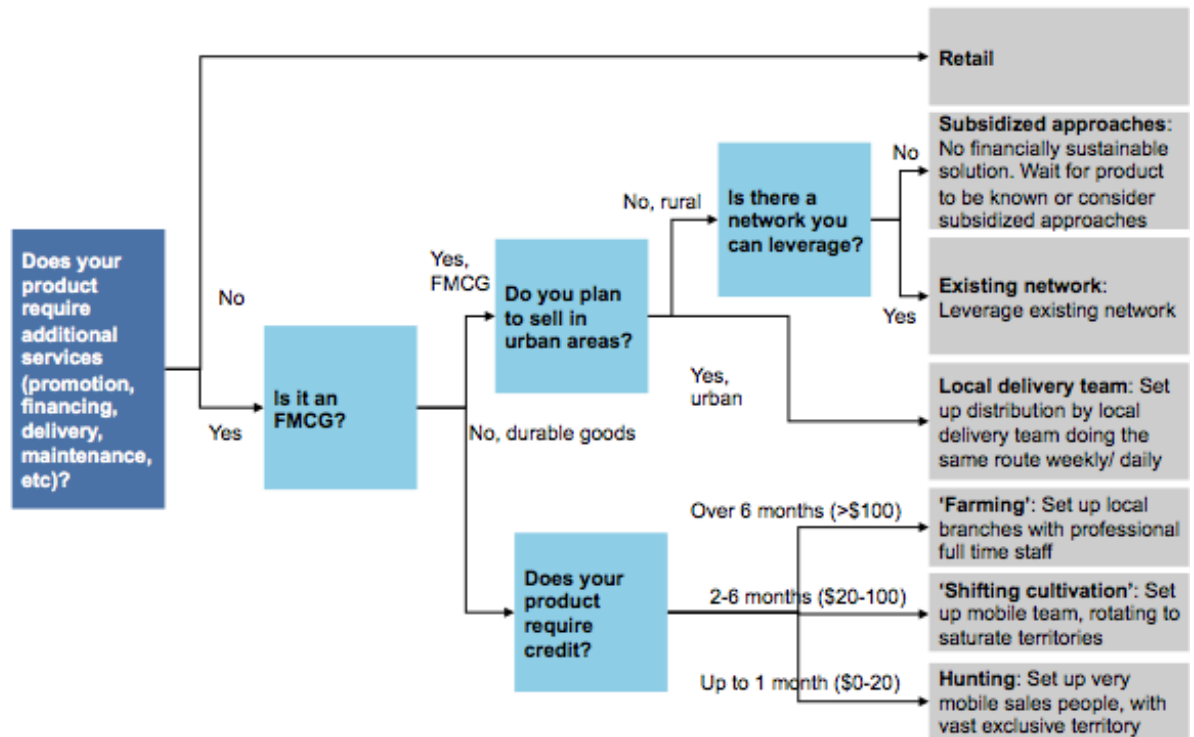 Does your
product
require
additional
services
(promotion,
financing,
delivery,
maintenance,
etc)?
No
Yes
Is it an
FMCG?
Yes,
FMCG
No, durable goods
Do you plan
to sell in
urban areas?
No, rural
Yes,
urban
Is there a
network you
can leverage?
No
Yes
Does your
product
require
credit?
Over 6 months (>$100)
2-6 months ($20-100)
Up to 1 month ($0-20)
Retail
Subsidized approaches:
No financially sustainable
solution. Wait for product
to be known or consider
subsidized approaches
Existing network:
Leverage existing network
Local delivery team: Set
up distribution by local
delivery team doing the
same route weekly/ daily
‘Farming’: Set up local
branches with professional
full time staff
‘Shifting cultivation’: Set
up mobile team, rotating to
saturate territories
Hunting: Set up very
mobile sales people, with
vast exclusive territory